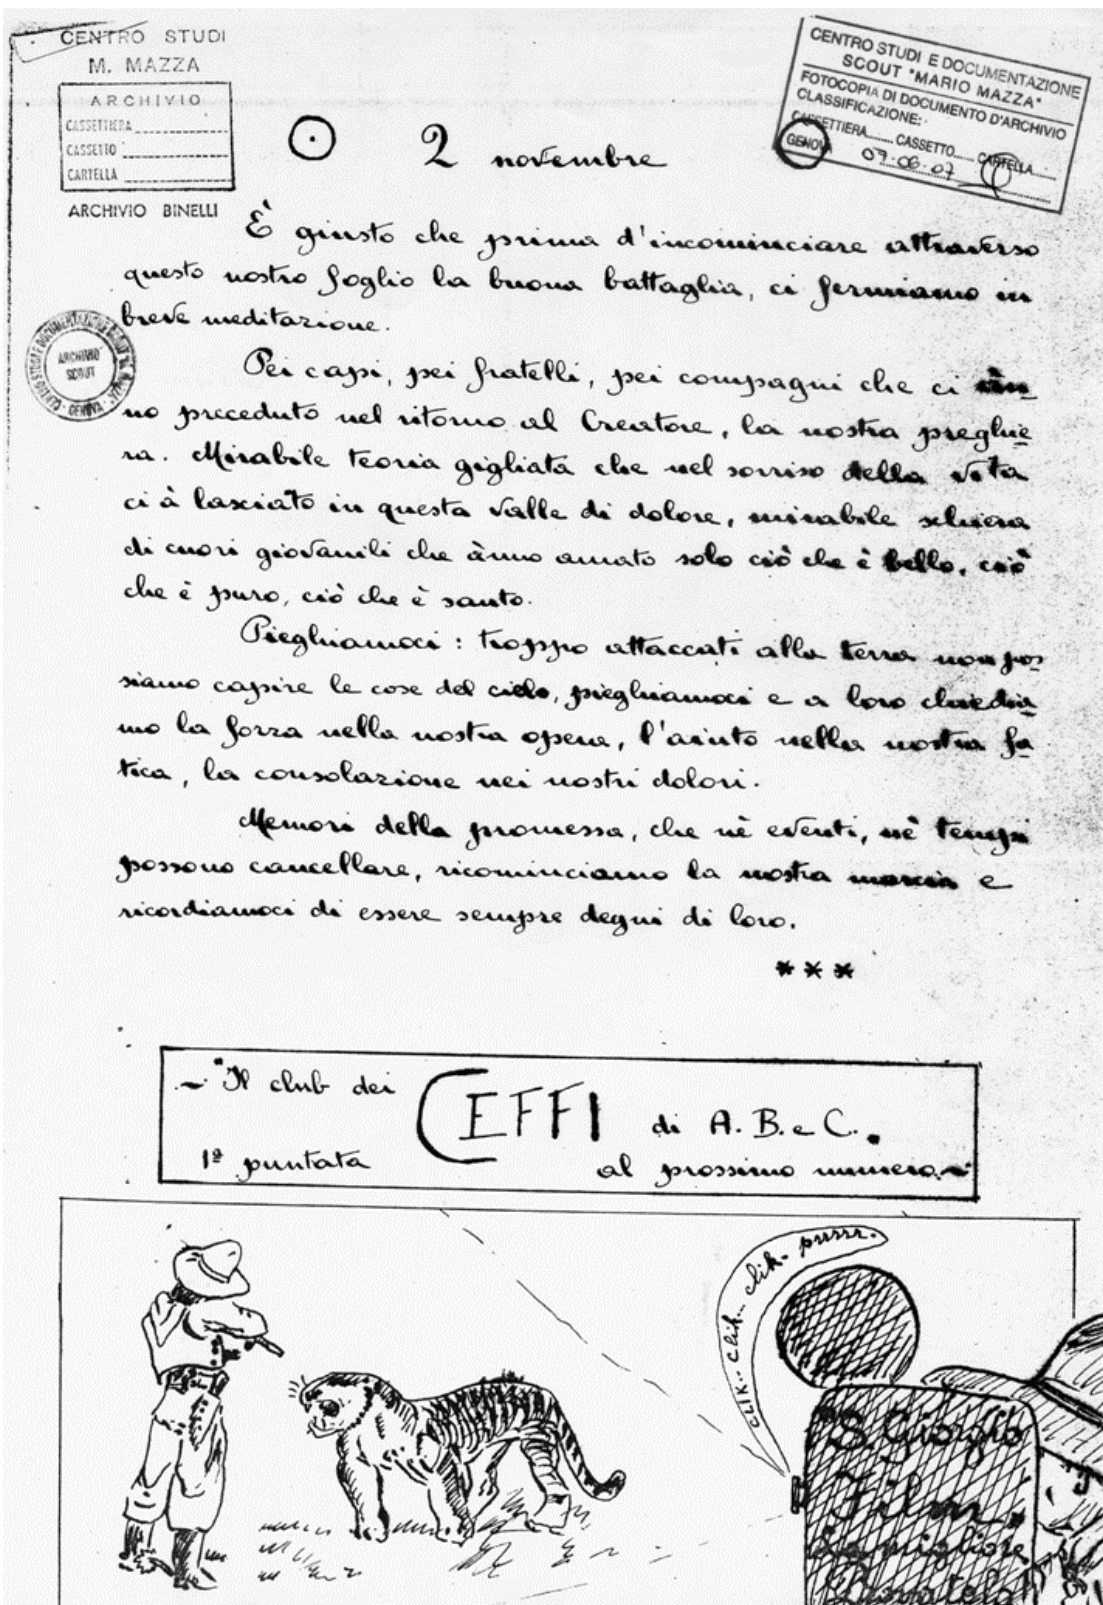 CENTRO STUDI
M. MAZZA
ARCHIVIO
CASSETTIERA
CASSETTO
CARTELLA
ARCHIVIO BINELLI
CENTRO STUDI E DOCUMENTAZIONE
SCOUT "MARIO MAZZA"
FOTOCOPIA DI DOCUMENTO D'ARCHIVIO
CLASSIFICAZIONE:
CASSETTIERA...... CASSETTO...... CARTELLA......
GENOVA 07-06-07
2 novembre
È giusto che prima d'incominciare attraverso
questo nostro foglio la buona battaglia, ci fermiamo in
breve meditazione.
ARCHIVIO
SCOUT
GENOVA
Pei capi, pei fratelli, pei compagni che ci àn
no preceduto nel ritorno al Creatore, la nostra preghie
ra. Mirabile teoria gigliata che nel sorriso della vita
ci à lasciato in questa valle di dolore, mirabile schiera
di cuori giovanili che ànno amato solo ciò che è bello, ciò
che è puro, ciò che è santo.
Pieghiamoci: troppo attaccati alla terra non pos
siamo capire le cose del cielo, pieghiamoci e a loro chiedia
mo la forza nella nostra opera, l'aiuto nella nostra fa
tica, la consolazione nei nostri dolori.
Memori della promessa, che nè eventi, nè tempi
possono cancellare, ricominciamo la nostra marcia e
ricordiamoci di essere sempre degni di loro.
***
~ "Il club dei CEFFI di A. B. e C..
1ª puntata al prossimo numero ~
clik.. clik... clik.. purrr.
"S. Giorgio
Film"
La migliore